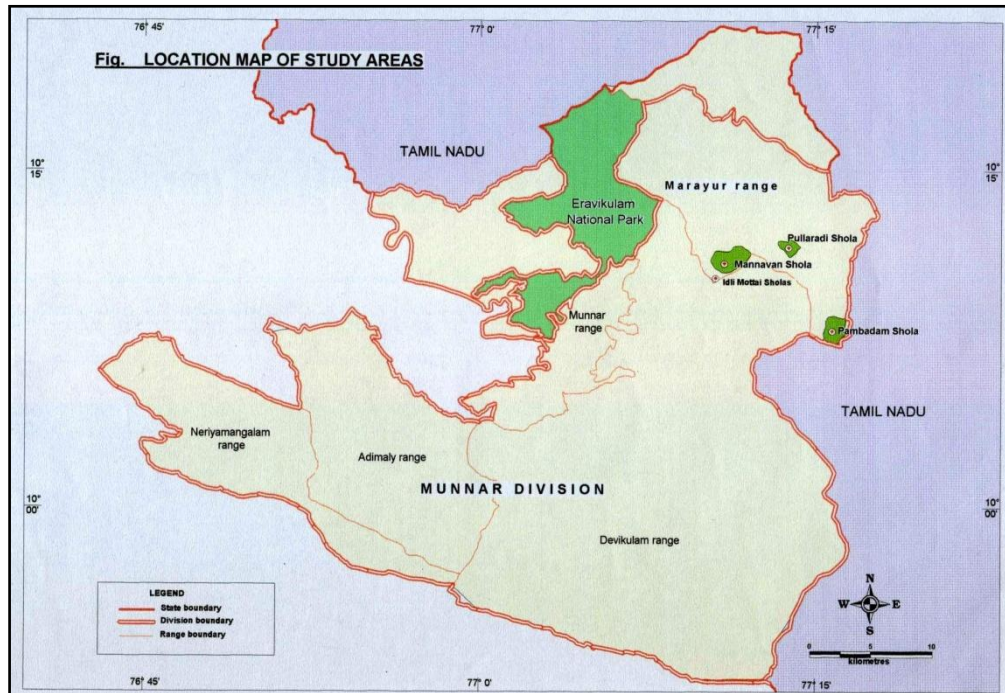 76° 45'
77° 0'
77° 15'
Fig. LOCATION MAP OF STUDY AREAS
TAMIL NADU
10°
15'
10°
15'
Marayur range
Eravikulam
National Park
Pullaradi Shola
Mannavan Shola
Idli Mottai Sholas
Munnar
range
Pambadam Shola
TAMIL NADU
Neriyamangalam
range
Adimaly range
MUNNAR DIVISION
10°
00'
10°
00'
Devikulam range
LEGEND
State boundary
Division boundary
Range boundary
N
W E
S
0 5 10
kilometres
76° 45'
77° 0'
77° 15'